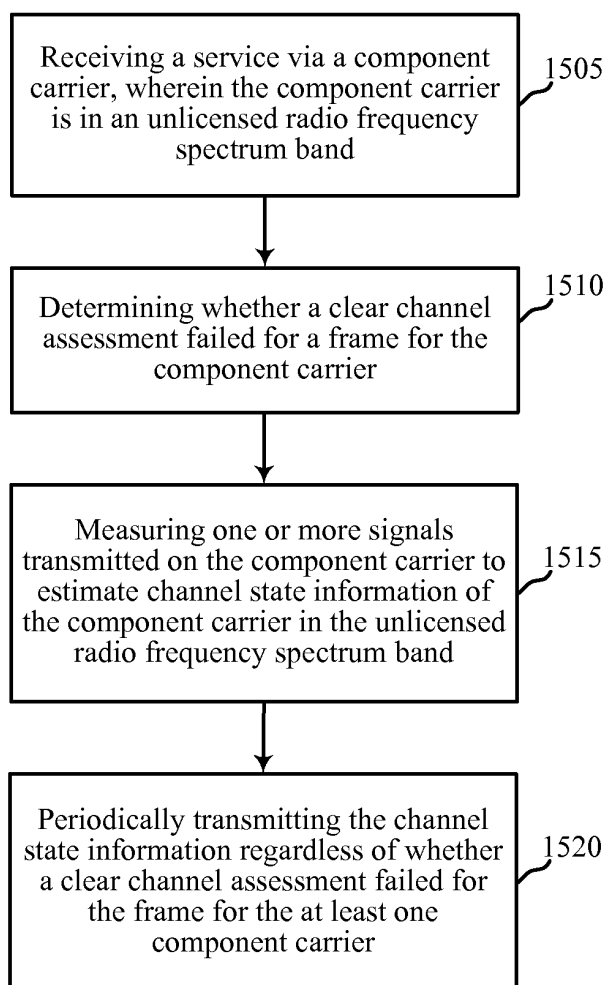 Receiving a service via a component
carrier, wherein the component carrier
is in an unlicensed radio frequency
spectrum band
1505
Determining whether a clear channel
assessment failed for a frame for the
component carrier
1510
Measuring one or more signals
transmitted on the component carrier to
estimate channel state information of
the component carrier in the unlicensed
radio frequency spectrum band
1515
Periodically transmitting the channel
state information regardless of whether
a clear channel assessment failed for
the frame for the at least one
component carrier
1520